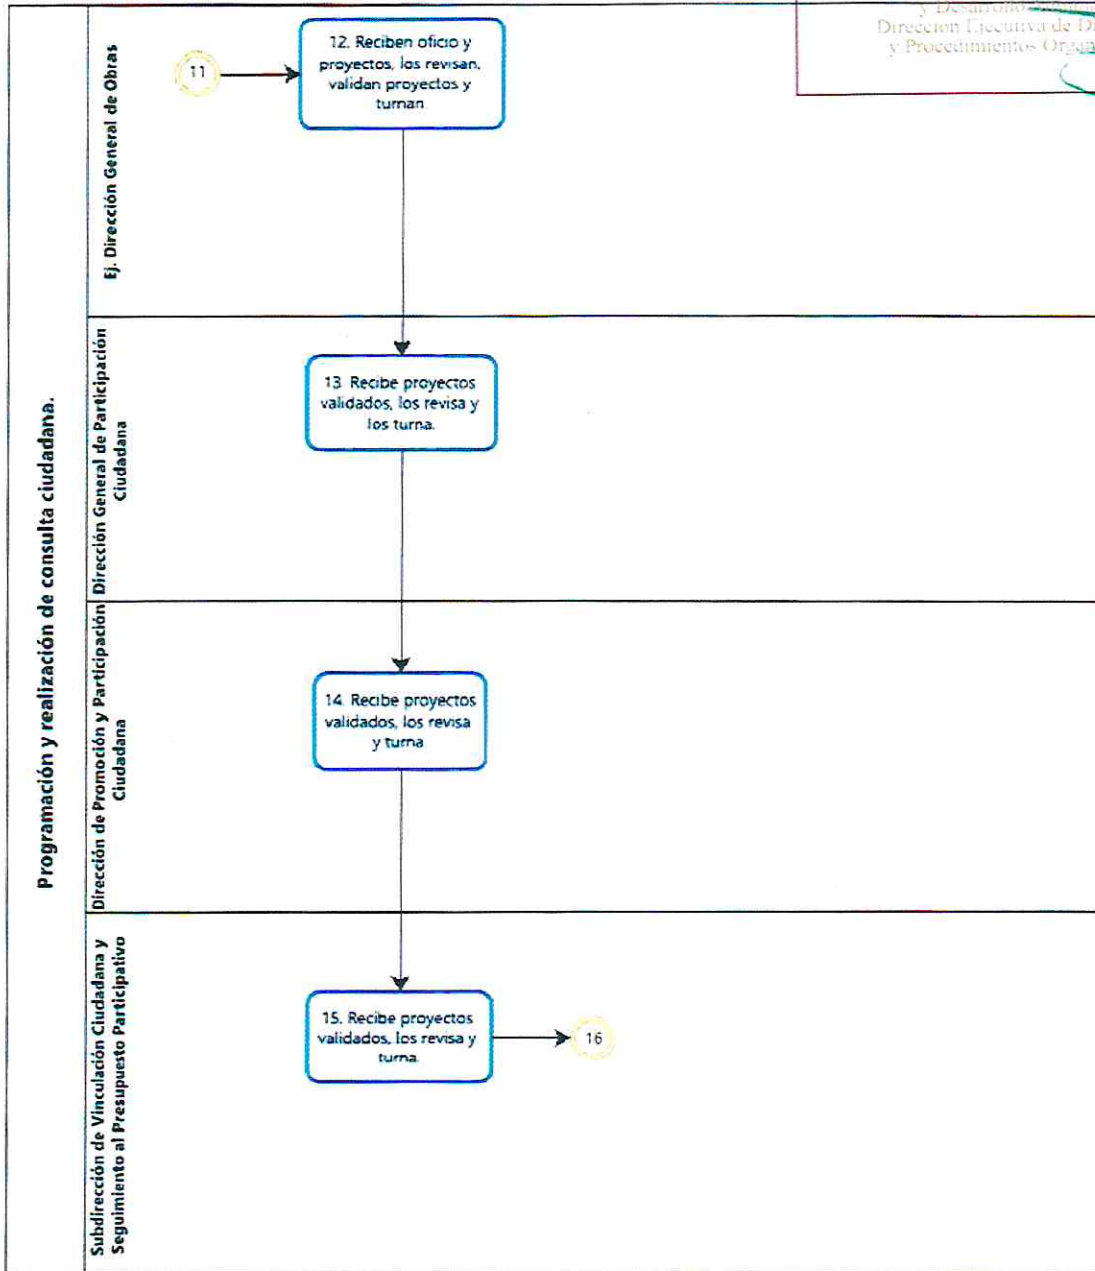 Programación y realización de consulta ciudadana.
Ej. Dirección General de Obras
11
12. Reciben oficio y
proyectos, los revisan,
validan proyectos y
turnan
y Desarrollo
Dirección Ejecutiva de
y Procedimientos
Dirección General de Participación
Ciudadana
13. Recibe proyectos
validados, los revisa y
los turna.
Dirección de Promoción y Participación
Ciudadana
14. Recibe proyectos
validados, los revisa
y turna
Subdirección de Vinculación Ciudadana y
Seguimiento al Presupuesto Participativo
15. Recibe proyectos
validados, los revisa y
turna.
16